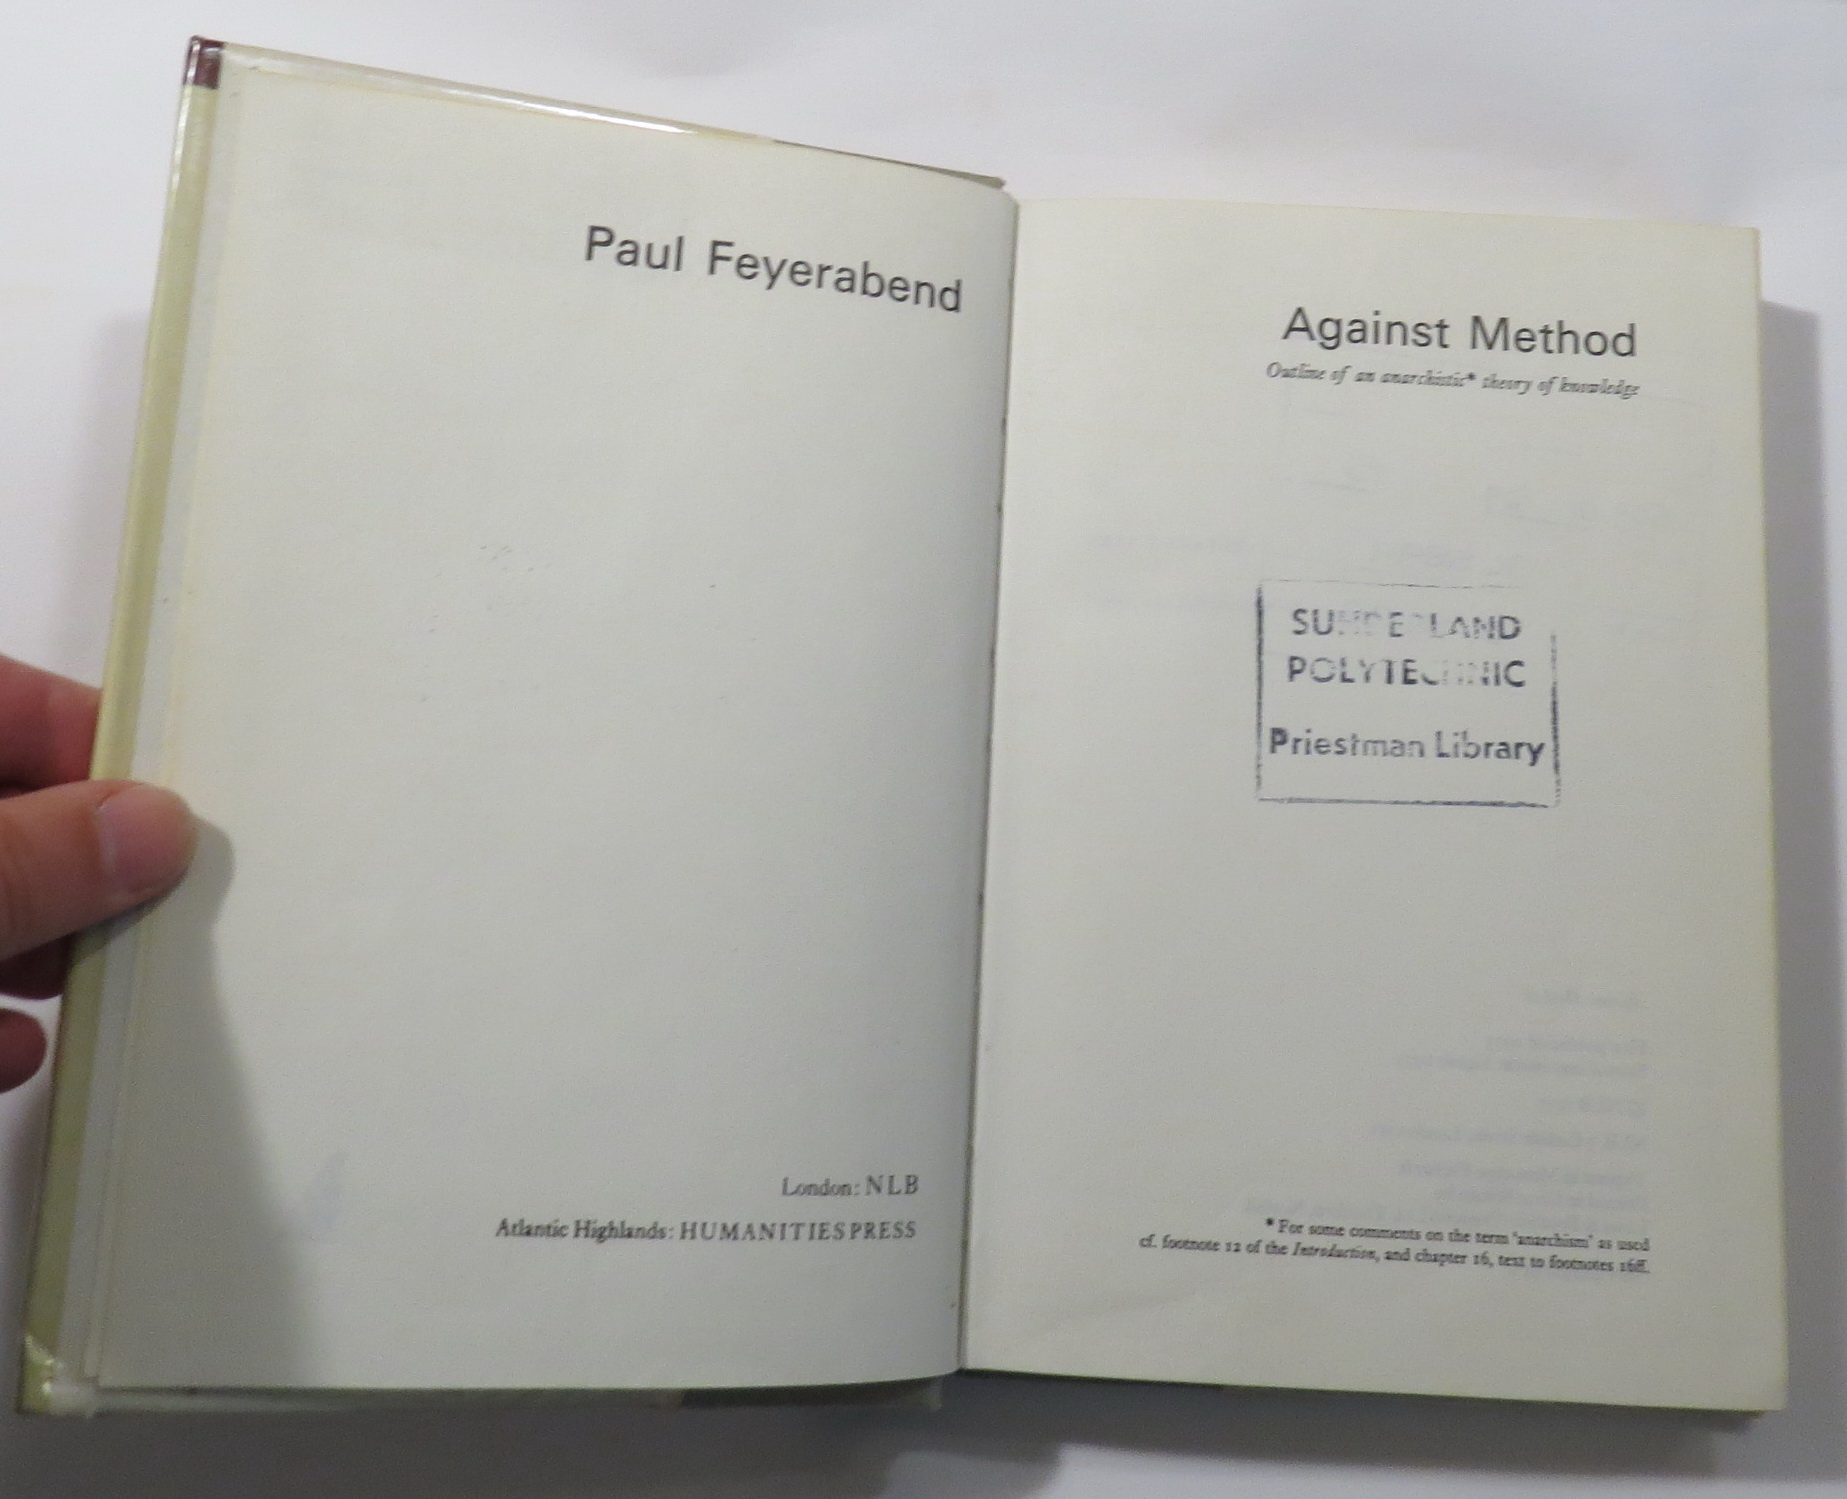 Paul Feyerabend
London: NLB
Atlantic Highlands: HUMANITIES PRESS
Against Method
Outline of an anarchistic* theory of knowledge
SUNDERLAND
POLYTECHNIC
Priestman Library
* For some comments on the term 'anarchism' as used
cf. footnote 12 of the Introduction, and chapter 16, text to footnotes 16ff.